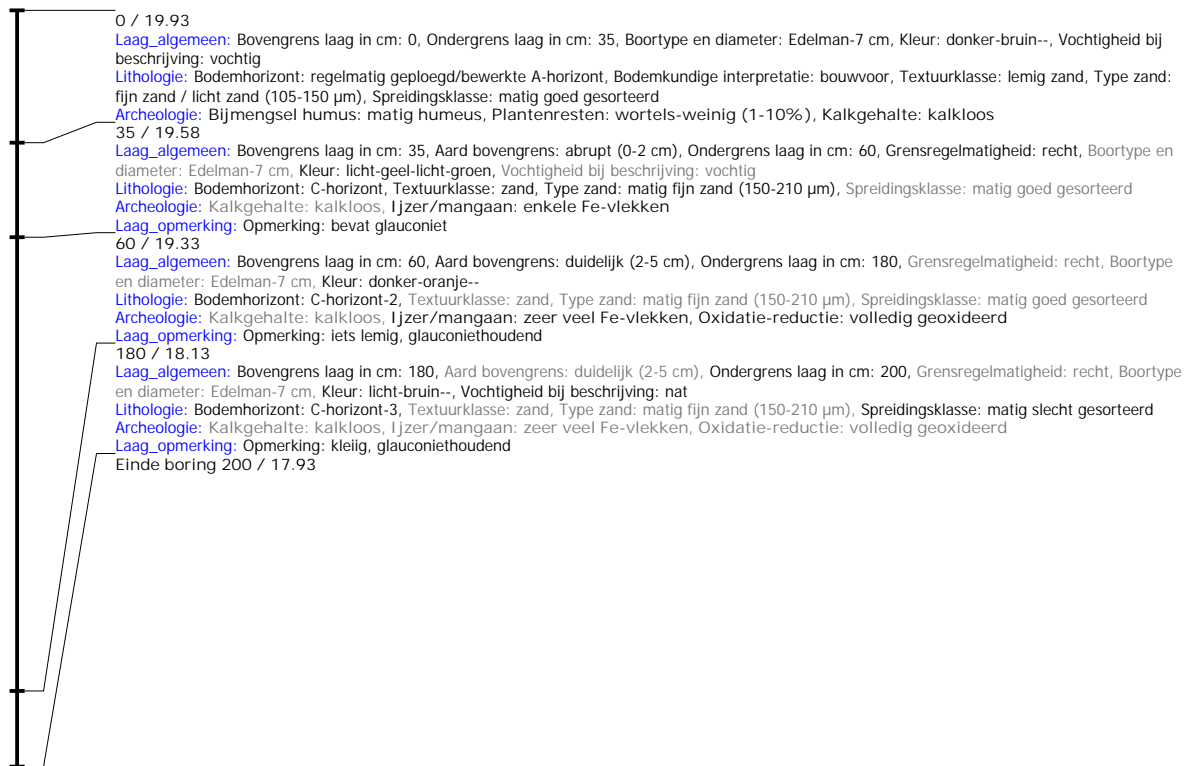 0 / 19.93
Laag_algemeen: Bovengrens laag in cm: 0, Ondergrens laag in cm: 35, Boortype en diameter: Edelman-7 cm, Kleur: donker-bruin--, Vochtigheid bij
beschrijving: vochtig
Lithologie: Bodemhorizont: regelmatig geploegd/bewerkte A-horizont, Bodemkundige interpretatie: bouwvoor, Textuurklasse: lemig zand, Type zand:
fijn zand / licht zand (105-150 µm), Spreidingsklasse: matig goed gesorteerd
Archeologie: Bijmengsel humus: matig humeus, Plantenresten: wortels-weinig (1-10%), Kalkgehalte: kalkloos
35 / 19.58
Laag_algemeen: Bovengrens laag in cm: 35, Aard bovengrens: abrupt (0-2 cm), Ondergrens laag in cm: 60, Grensregelmatigheid: recht, Boortype en
diameter: Edelman-7 cm, Kleur: licht-geel-licht-groen, Vochtigheid bij beschrijving: vochtig
Lithologie: Bodemhorizont: C-horizont, Textuurklasse: zand, Type zand: matig fijn zand (150-210 µm), Spreidingsklasse: matig goed gesorteerd
Archeologie: Kalkgehalte: kalkloos, Ijzer/mangaan: enkele Fe-vlekken
Laag_opmerking: Opmerking: bevat glauconiet
60 / 19.33
Laag_algemeen: Bovengrens laag in cm: 60, Aard bovengrens: duidelijk (2-5 cm), Ondergrens laag in cm: 180, Grensregelmatigheid: recht, Boortype
en diameter: Edelman-7 cm, Kleur: donker-oranje--
Lithologie: Bodemhorizont: C-horizont-2, Textuurklasse: zand, Type zand: matig fijn zand (150-210 µm), Spreidingsklasse: matig goed gesorteerd
Archeologie: Kalkgehalte: kalkloos, Ijzer/mangaan: zeer veel Fe-vlekken, Oxidatie-reductie: volledig geoxideerd
Laag_opmerking: Opmerking: iets lemig, glauconiethoudend
180 / 18.13
Laag_algemeen: Bovengrens laag in cm: 180, Aard bovengrens: duidelijk (2-5 cm), Ondergrens laag in cm: 200, Grensregelmatigheid: recht, Boortype
en diameter: Edelman-7 cm, Kleur: licht-bruin--, Vochtigheid bij beschrijving: nat
Lithologie: Bodemhorizont: C-horizont-3, Textuurklasse: zand, Type zand: matig fijn zand (150-210 µm), Spreidingsklasse: matig slecht gesorteerd
Archeologie: Kalkgehalte: kalkloos, Ijzer/mangaan: zeer veel Fe-vlekken, Oxidatie-reductie: volledig geoxideerd
Laag_opmerking: Opmerking: kleiig, glauconiethoudend
Einde boring 200 / 17.93